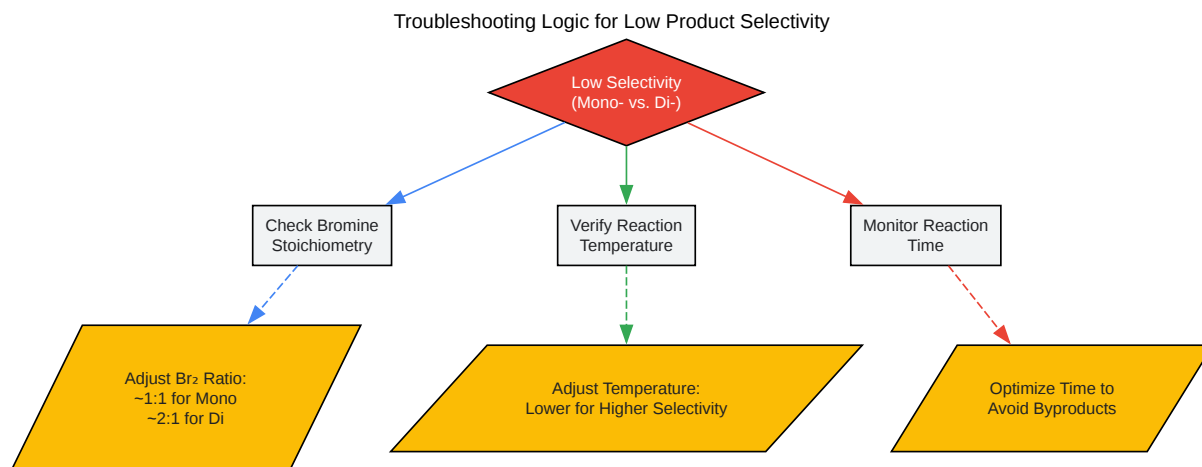 Troubleshooting Logic for Low Product Selectivity
Low Selectivity
(Mono- vs. Di-)
Check Bromine
Stoichiometry
Verify Reaction
Temperature
Monitor Reaction
Time
Adjust Br₂ Ratio:
~1:1 for Mono
~2:1 for Di
Adjust Temperature:
Lower for Higher Selectivity
Optimize Time to
Avoid Byproducts